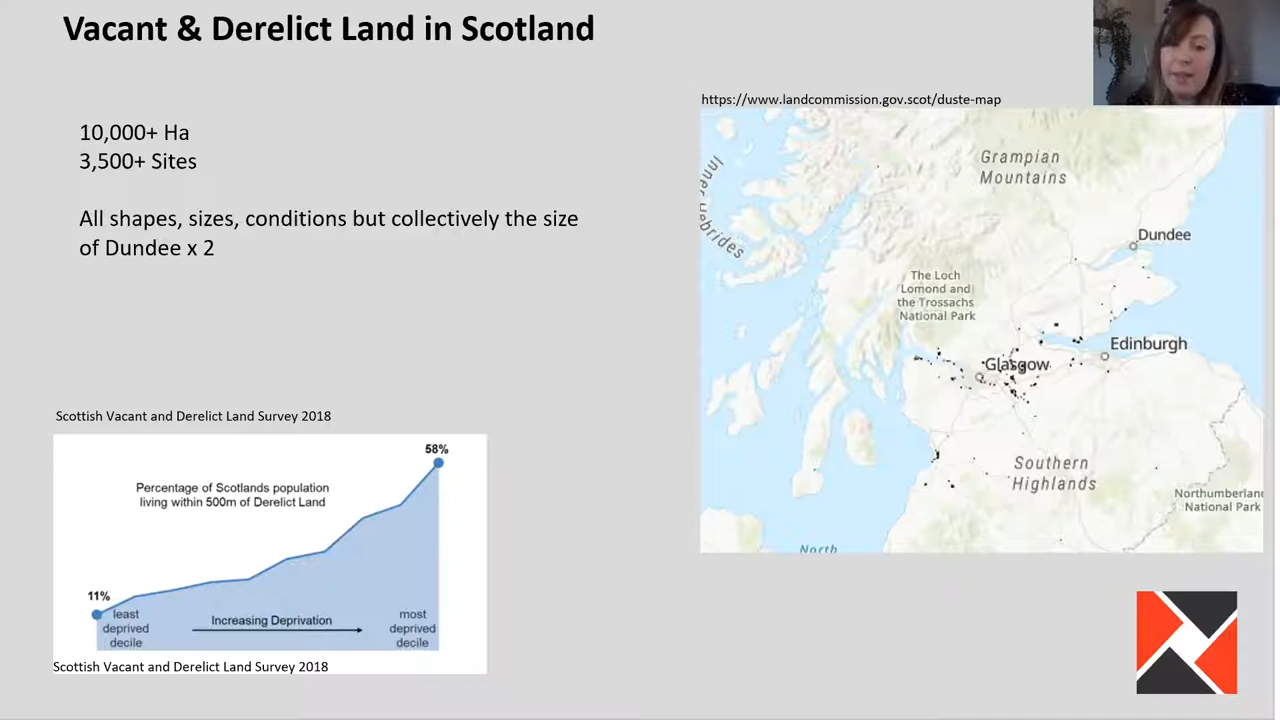 Vacant & Derelict Land in Scotland
https://www.landcommission.gov.scot/duste-map
10,000+ Ha
3,500+ Sites
All shapes, sizes, conditions but collectively the size
of Dundee x 2
Inner Hebrides
Grampian
Mountains
Dundee
The Loch
Lomond and
the Trossachs
National Park
Edinburgh
Glasgow
Southern
Highlands
Northumberland
National Park
North
Scottish Vacant and Derelict Land Survey 2018
58%
Percentage of Scotlands population
living within 500m of Derelict Land
11%
least
deprived
decile
Increasing Deprivation
most
deprived
decile
Scottish Vacant and Derelict Land Survey 2018